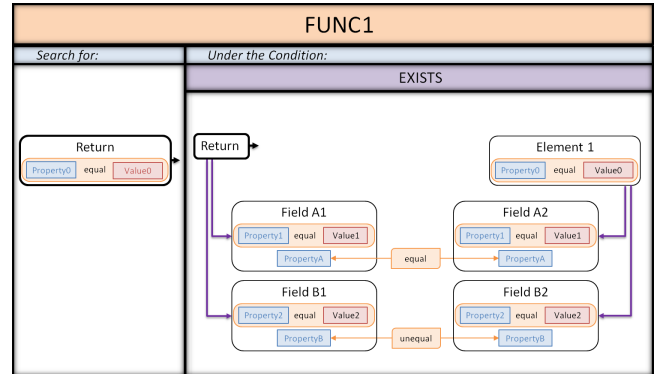 FUNC1
Search for:
Under the Condition:
EXISTS
Return
Property0 equal Value0
Return
Element 1
Property0 equal Value0
Field A1
Property1 equal Value1
PropertyA
equal
Field A2
Property1 equal Value1
PropertyA
Field B1
Property2 equal Value2
PropertyB
unequal
Field B2
Property2 equal Value2
PropertyB